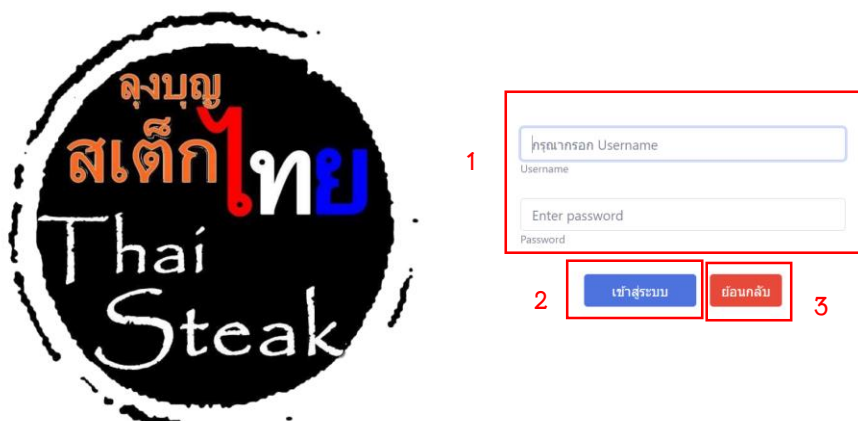 ลุงบุญ
สเต็กไทย
Thai
Steak
1
กรุณากรอก Username
Username
Enter password
Password
2
เข้าสู่ระบบ
ย้อนกลับ
3